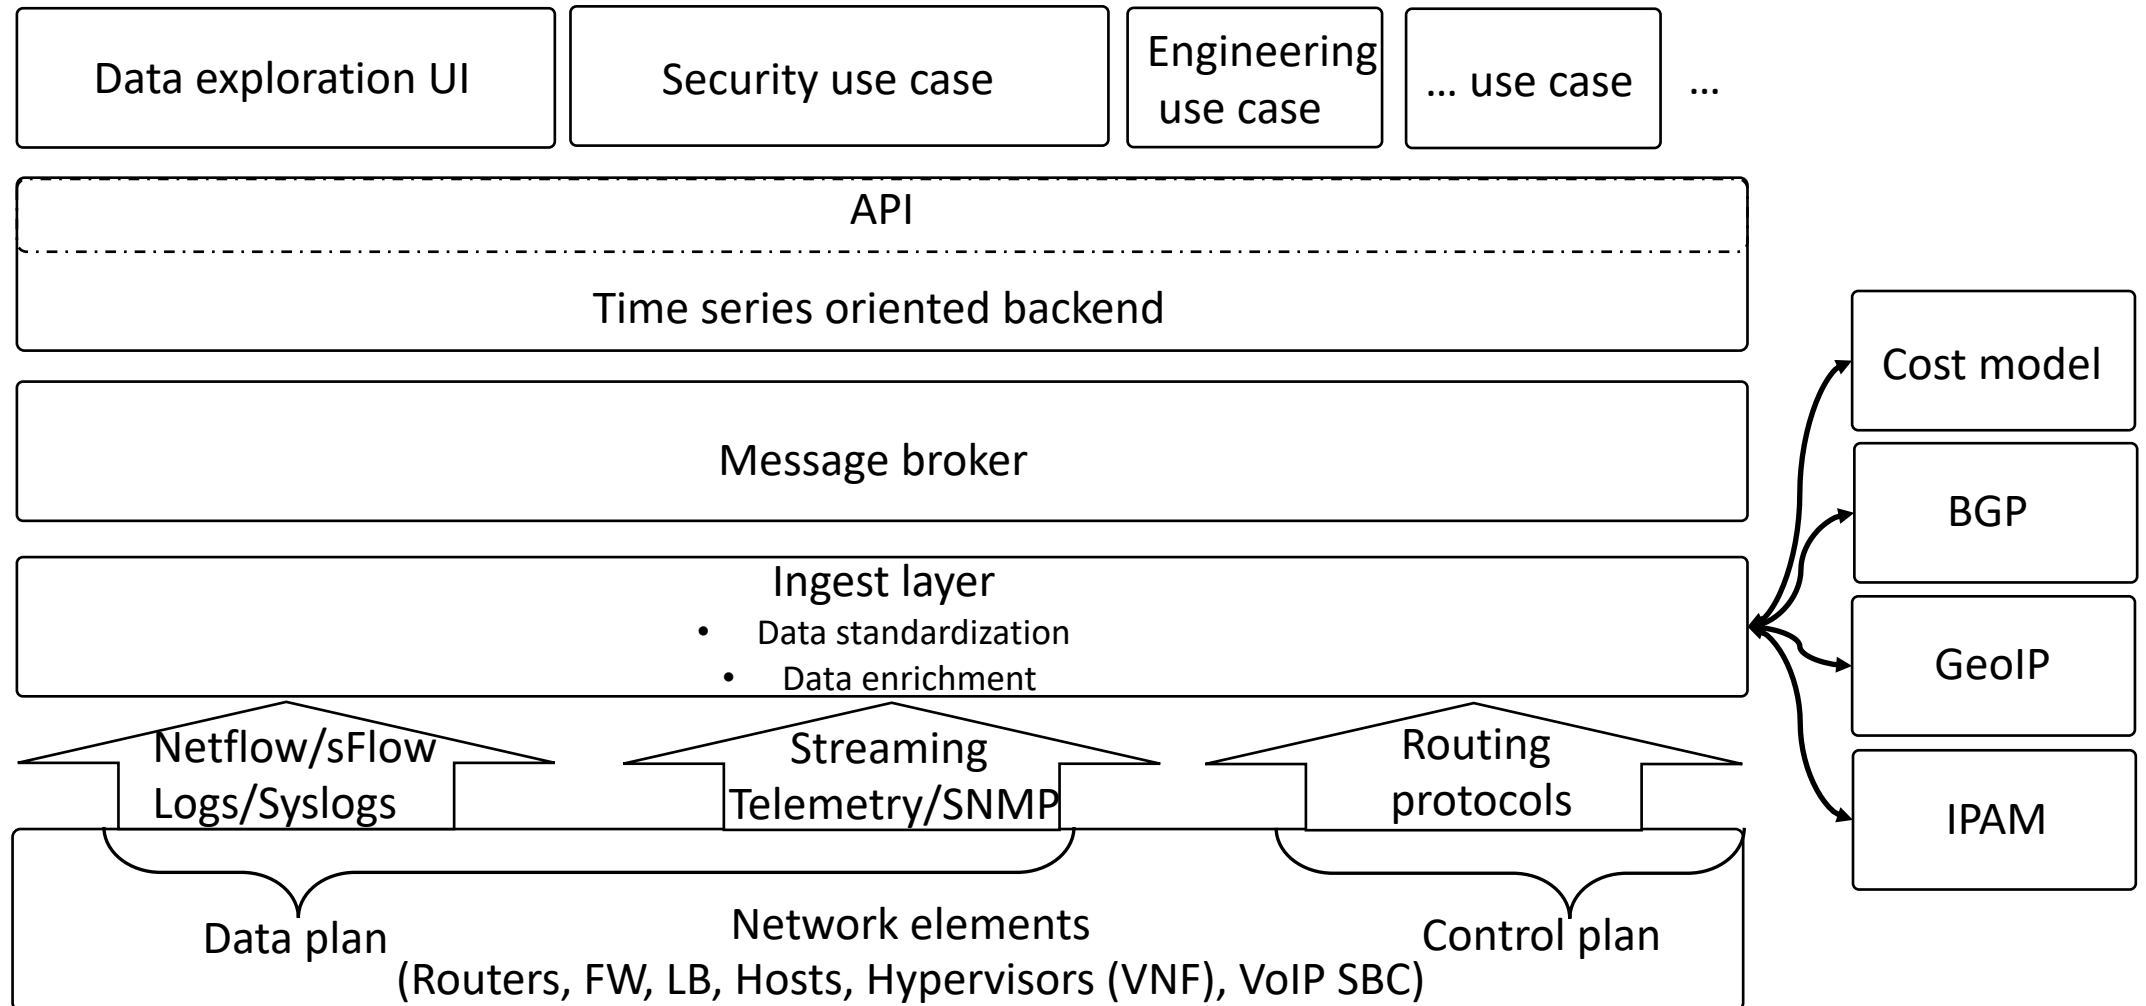 Data exploration UI
Security use case
Engineering
use case
... use case
...
API
Time series oriented backend
Message broker
Ingest layer
• Data standardization
• Data enrichment
Cost model
BGP
GeoIP
IPAM
Netflow/sFlow
Logs/Syslogs
Streaming
Telemetry/SNMP
Routing
protocols
Data plan
Network elements
(Routers, FW, LB, Hosts, Hypervisors (VNF), VoIP SBC)
Control plan